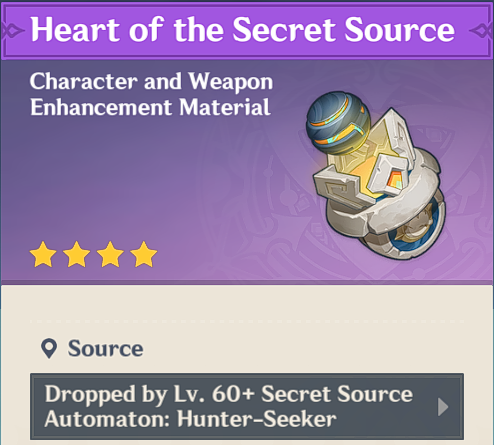 Heart of the Secret Source
Character and Weapon
Enhancement Material
Source
Dropped by Lv. 60+ Secret Source
Automaton: Hunter-Seeker